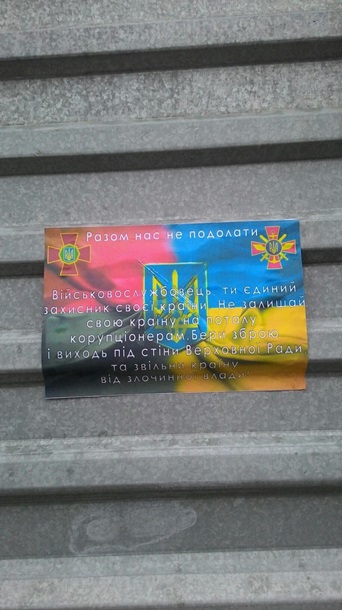 Разом нас не подолати
Військовослужбовець ти єдиний
захисник своєї країни. Не залишай
свою країну на поталу
корупціонерам. Бери зброю
і виходь під стіни Верховної Ради
та звільни країну
від злочинної влади